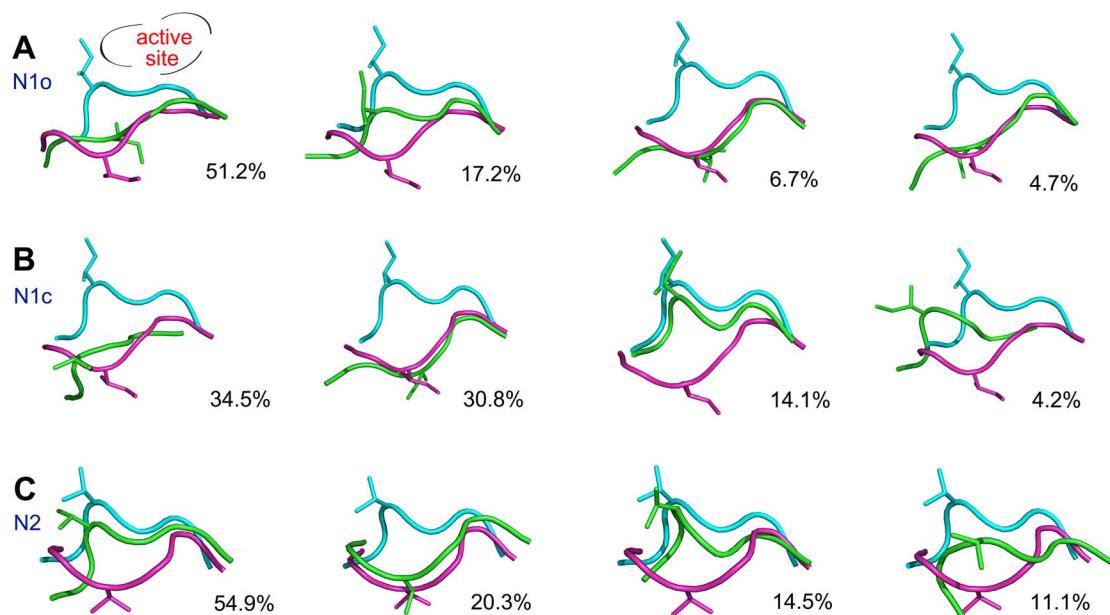 A
N1o
active
site
51.2%
17.2%
6.7%
4.7%
B
N1c
34.5%
30.8%
14.1%
4.2%
C
N2
54.9%
20.3%
14.5%
11.1%